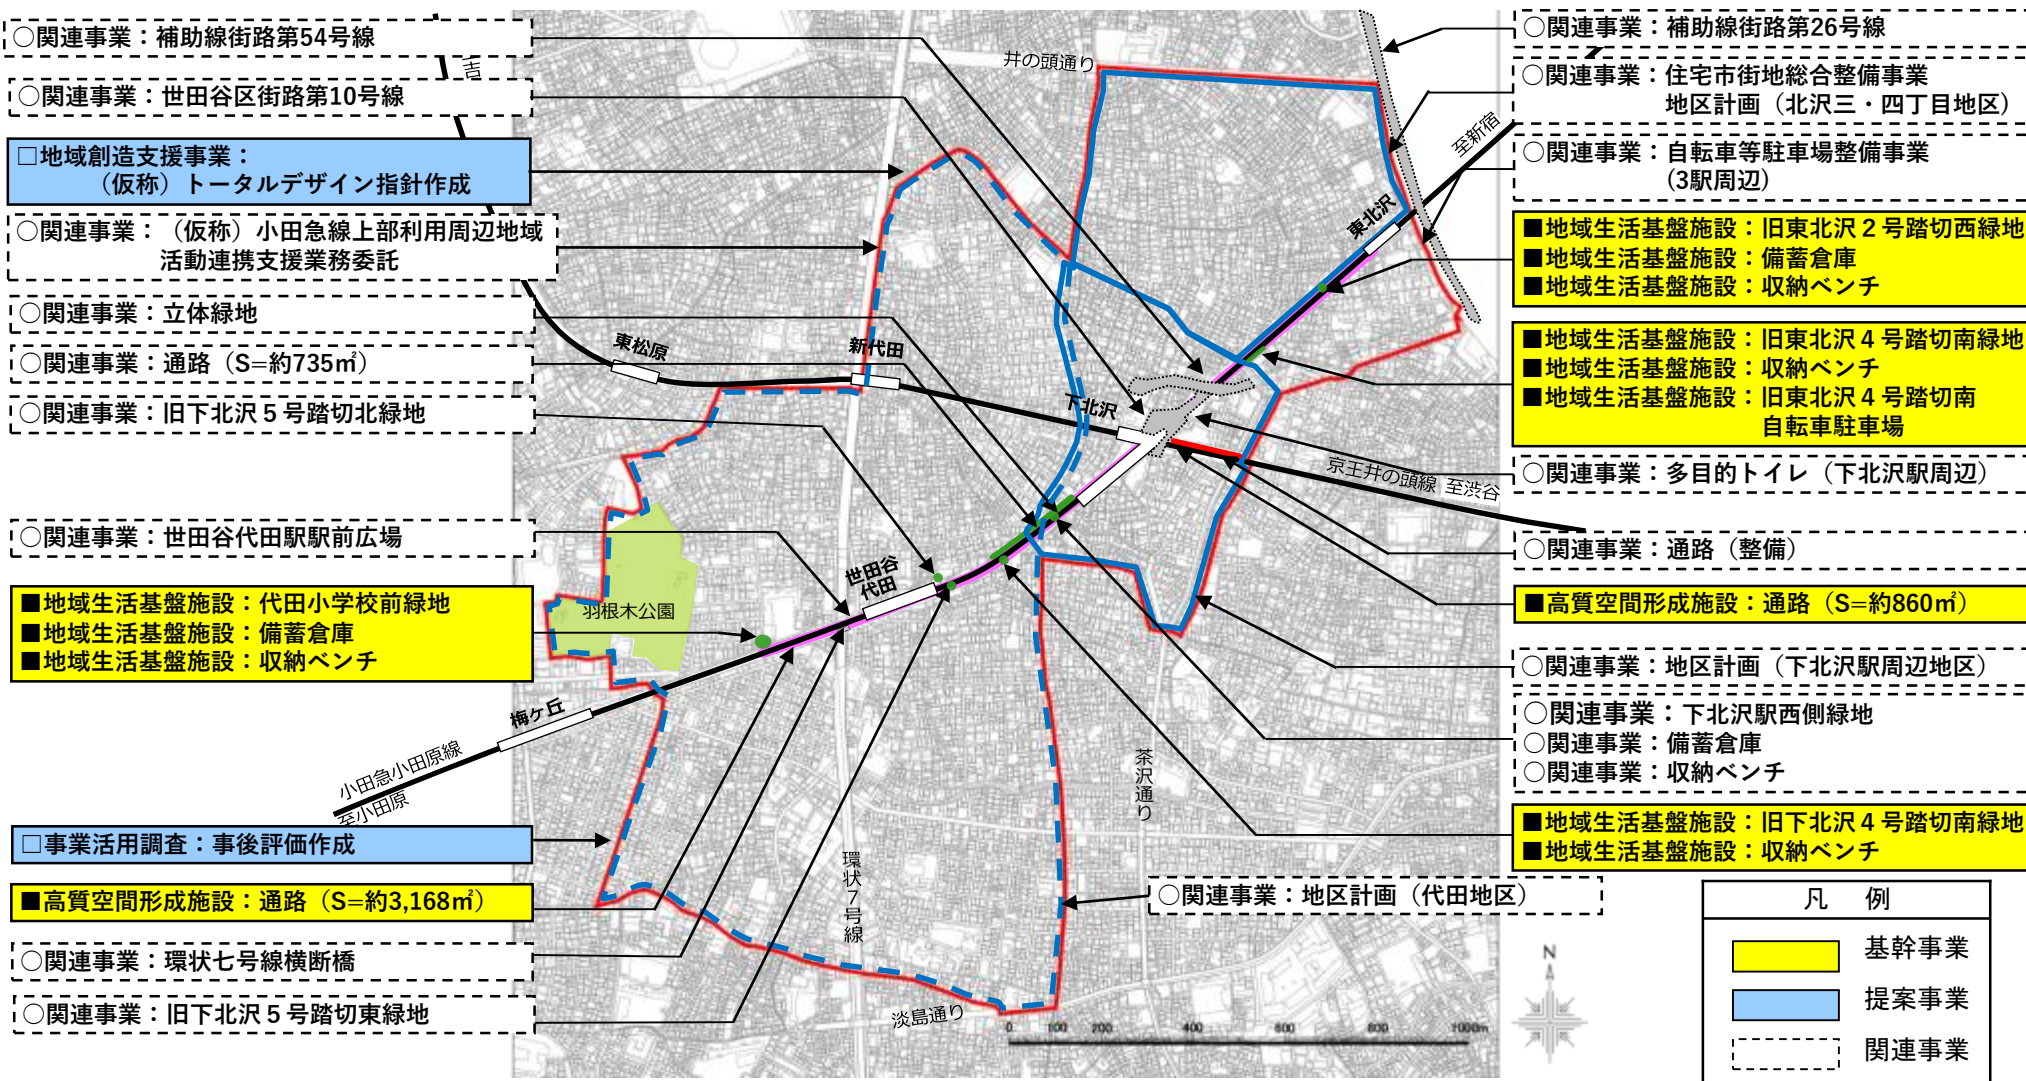 ○関連事業：補助線街路第54号線
○関連事業：世田谷区街路第10号線
□地域創造支援事業：
（仮称）トータルデザイン指針作成
○関連事業：（仮称）小田急線上部利用周辺地域
活動連携支援業務委託
○関連事業：立体緑地
○関連事業：通路（S=約735㎡）
○関連事業：旧下北沢５号踏切北緑地
○関連事業：世田谷代田駅駅前広場
■地域生活基盤施設：代田小学校前緑地
■地域生活基盤施設：備蓄倉庫
■地域生活基盤施設：収納ベンチ
□事業活用調査：事後評価作成
■高質空間形成施設：通路（S=約3,168㎡）
○関連事業：環状七号線横断橋
○関連事業：旧下北沢５号踏切東緑地
吉
井の頭通り
至新宿
東北沢
東松原
新代田
下北沢
京王井の頭線 至渋谷
世田谷
代田
羽根木公園
梅ヶ丘
小田急小田原線
至小田原
茶沢通り
環状７号線
淡島通り
0 100 200 400 600 800 1000m
N
○関連事業：補助線街路第26号線
○関連事業：住宅市街地総合整備事業
地区計画（北沢三・四丁目地区）
○関連事業：自転車等駐車場整備事業
(3駅周辺)
■地域生活基盤施設：旧東北沢２号踏切西緑地
■地域生活基盤施設：備蓄倉庫
■地域生活基盤施設：収納ベンチ
■地域生活基盤施設：旧東北沢４号踏切南緑地
■地域生活基盤施設：収納ベンチ
■地域生活基盤施設：旧東北沢４号踏切南
自転車駐車場
○関連事業：多目的トイレ（下北沢駅周辺）
○関連事業：通路（整備）
■高質空間形成施設：通路（S=約860㎡）
○関連事業：地区計画（下北沢駅周辺地区）
○関連事業：下北沢駅西側緑地
○関連事業：備蓄倉庫
○関連事業：収納ベンチ
■地域生活基盤施設：旧下北沢４号踏切南緑地
■地域生活基盤施設：収納ベンチ
○関連事業：地区計画（代田地区）
凡 例
基幹事業
提案事業
関連事業